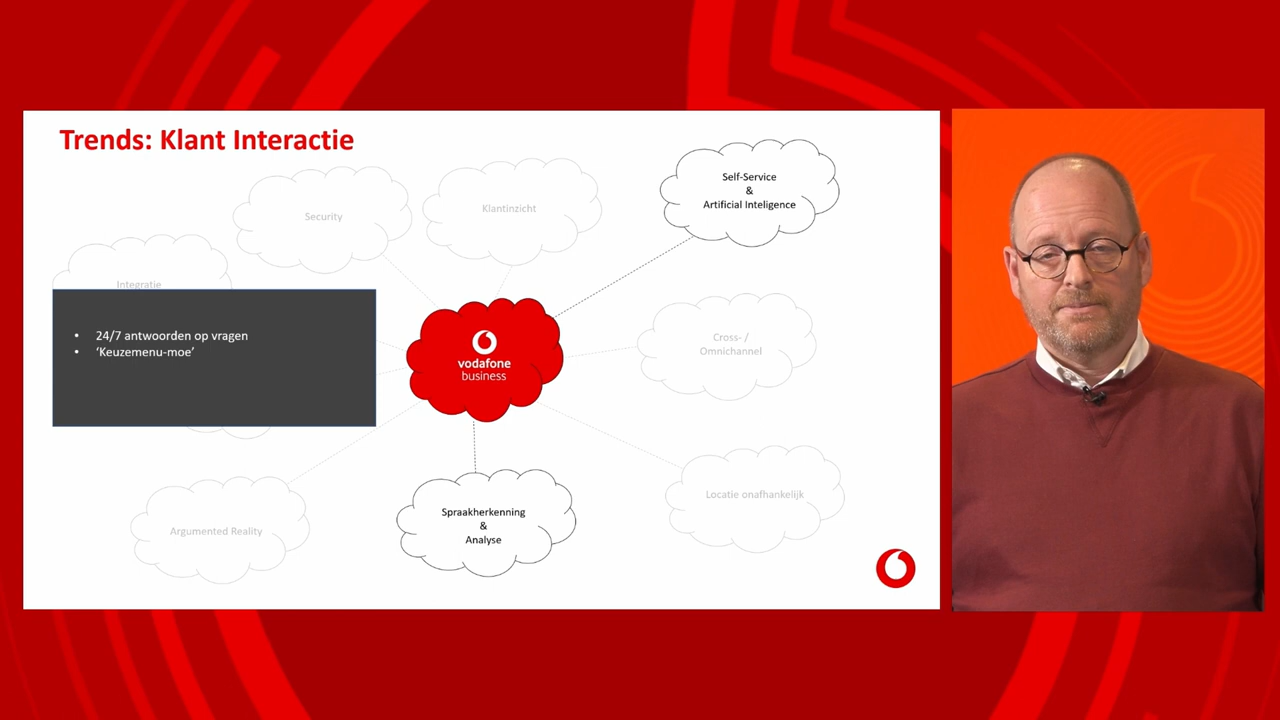 Trends: Klant Interactie
Self-Service
&
Artificial Inteligence
Security
Klantinzicht
Integratie
24/7 antwoorden op vragen
‘Keuzemenu-moe’
vodafone
business
Cross- /
Omnichannel
Spraakherkenning
&
Analyse
Locatie onafhankelijk
Argumented Reality